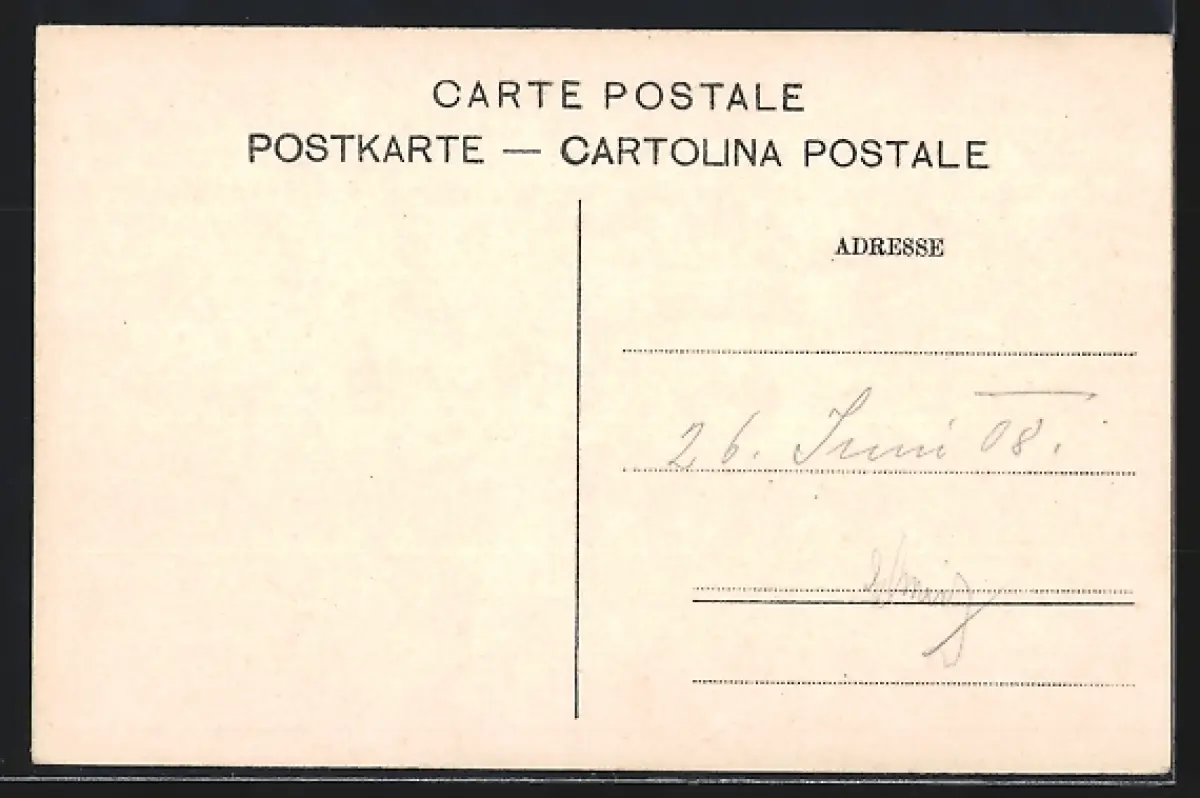 CARTE POSTALE
POSTKARTE — CARTOLINA POSTALE
ADRESSE
26. Juni 08.